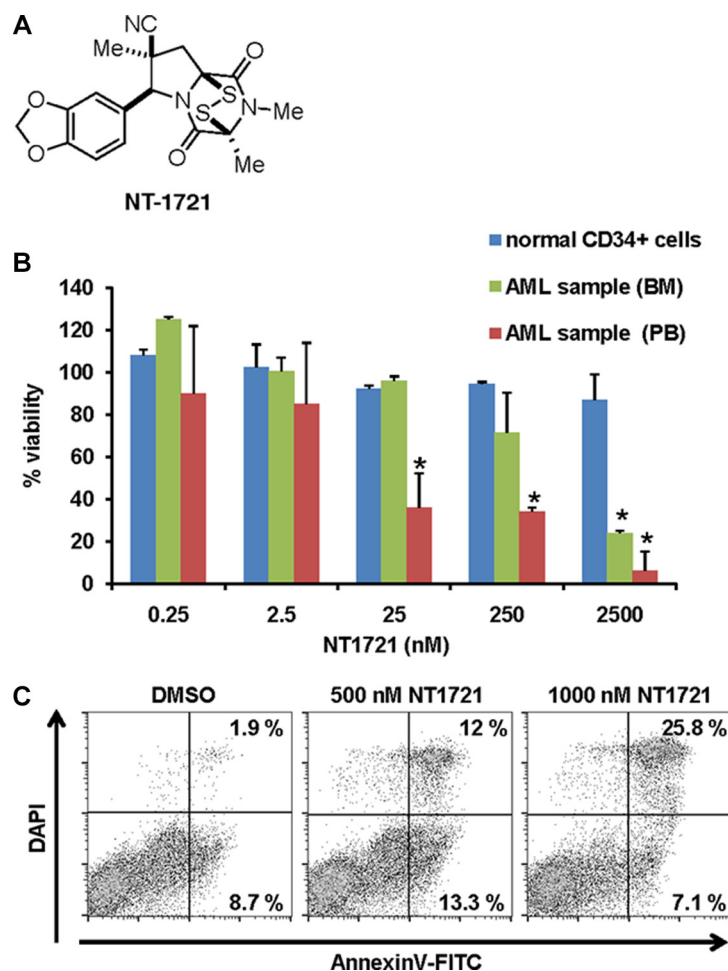 A
NC
O
Me
S
N
S
N
Me
O
O
O
Me
NT-1721
normal CD34+ cells
B
AML sample (BM)
AML sample (PB)
140
120
100
80
60
40
20
0
% viability
*
*
*
*
0.25 2.5 25 250 2500
NT1721 (nM)
C
DMSO 500 nM NT1721 1000 nM NT1721
1.9 % 12 % 25.8 %
DAPI
8.7 % 13.3 % 7.1 %
AnnexinV-FITC